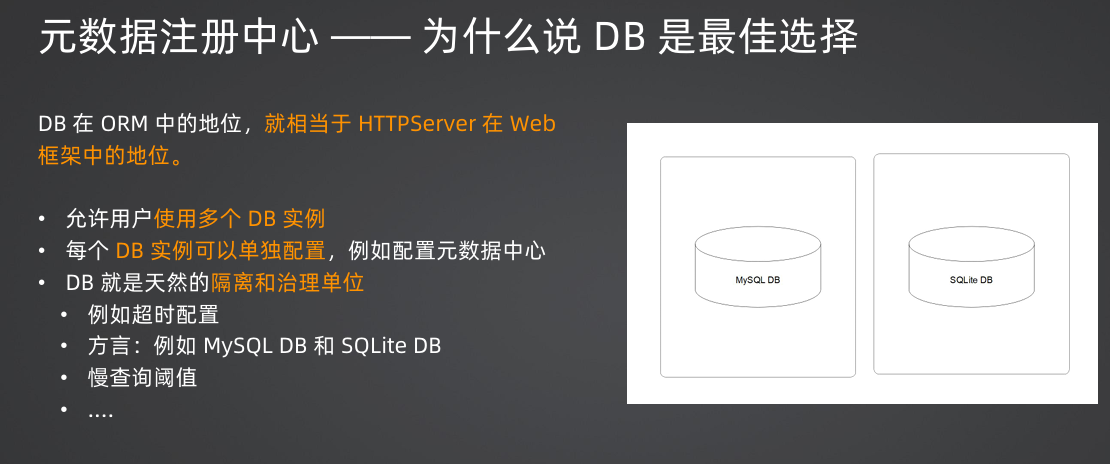 元数据注册中心 —— 为什么说 DB 是最佳选择
DB 在 ORM 中的地位，就相当于 HTTPServer 在 Web
框架中的地位。
• 允许用户使用多个 DB 实例
• 每个 DB 实例可以单独配置，例如配置元数据中心
• DB 就是天然的隔离和治理单位
• 例如超时配置
• 方言：例如 MySQL DB 和 SQLite DB
• 慢查询阈值
• ....
MySQL DB
SQLite DB